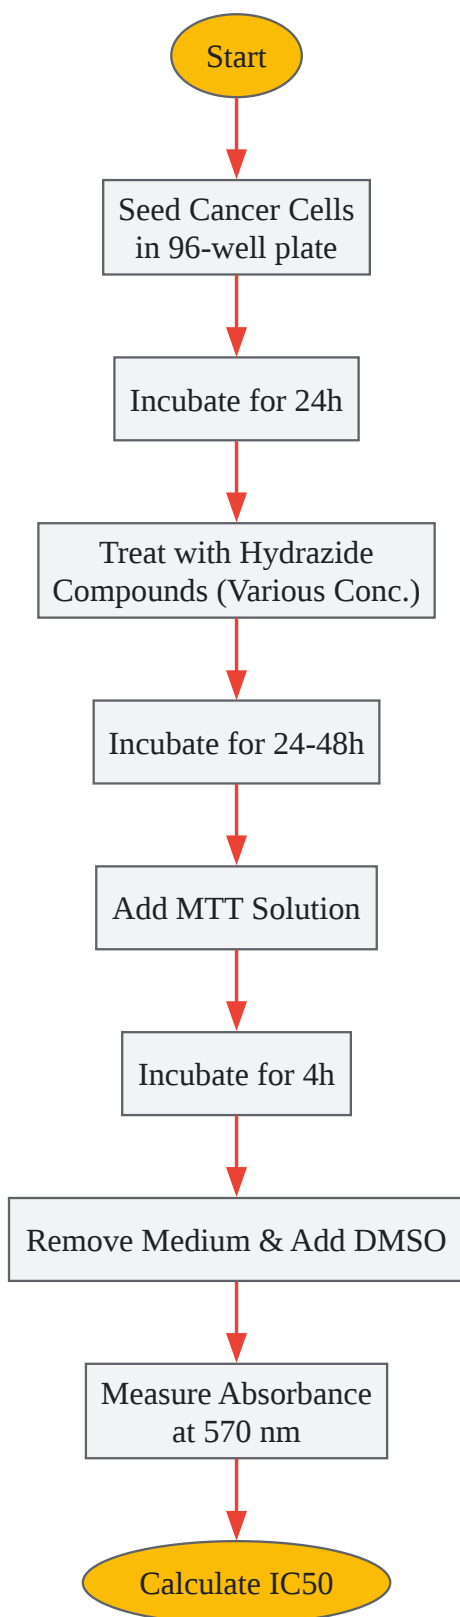 Start
Seed Cancer Cells
in 96-well plate
Incubate for 24h
Treat with Hydrazide
Compounds (Various Conc.)
Incubate for 24-48h
Add MTT Solution
Incubate for 4h
Remove Medium & Add DMSO
Measure Absorbance
at 570 nm
Calculate IC50